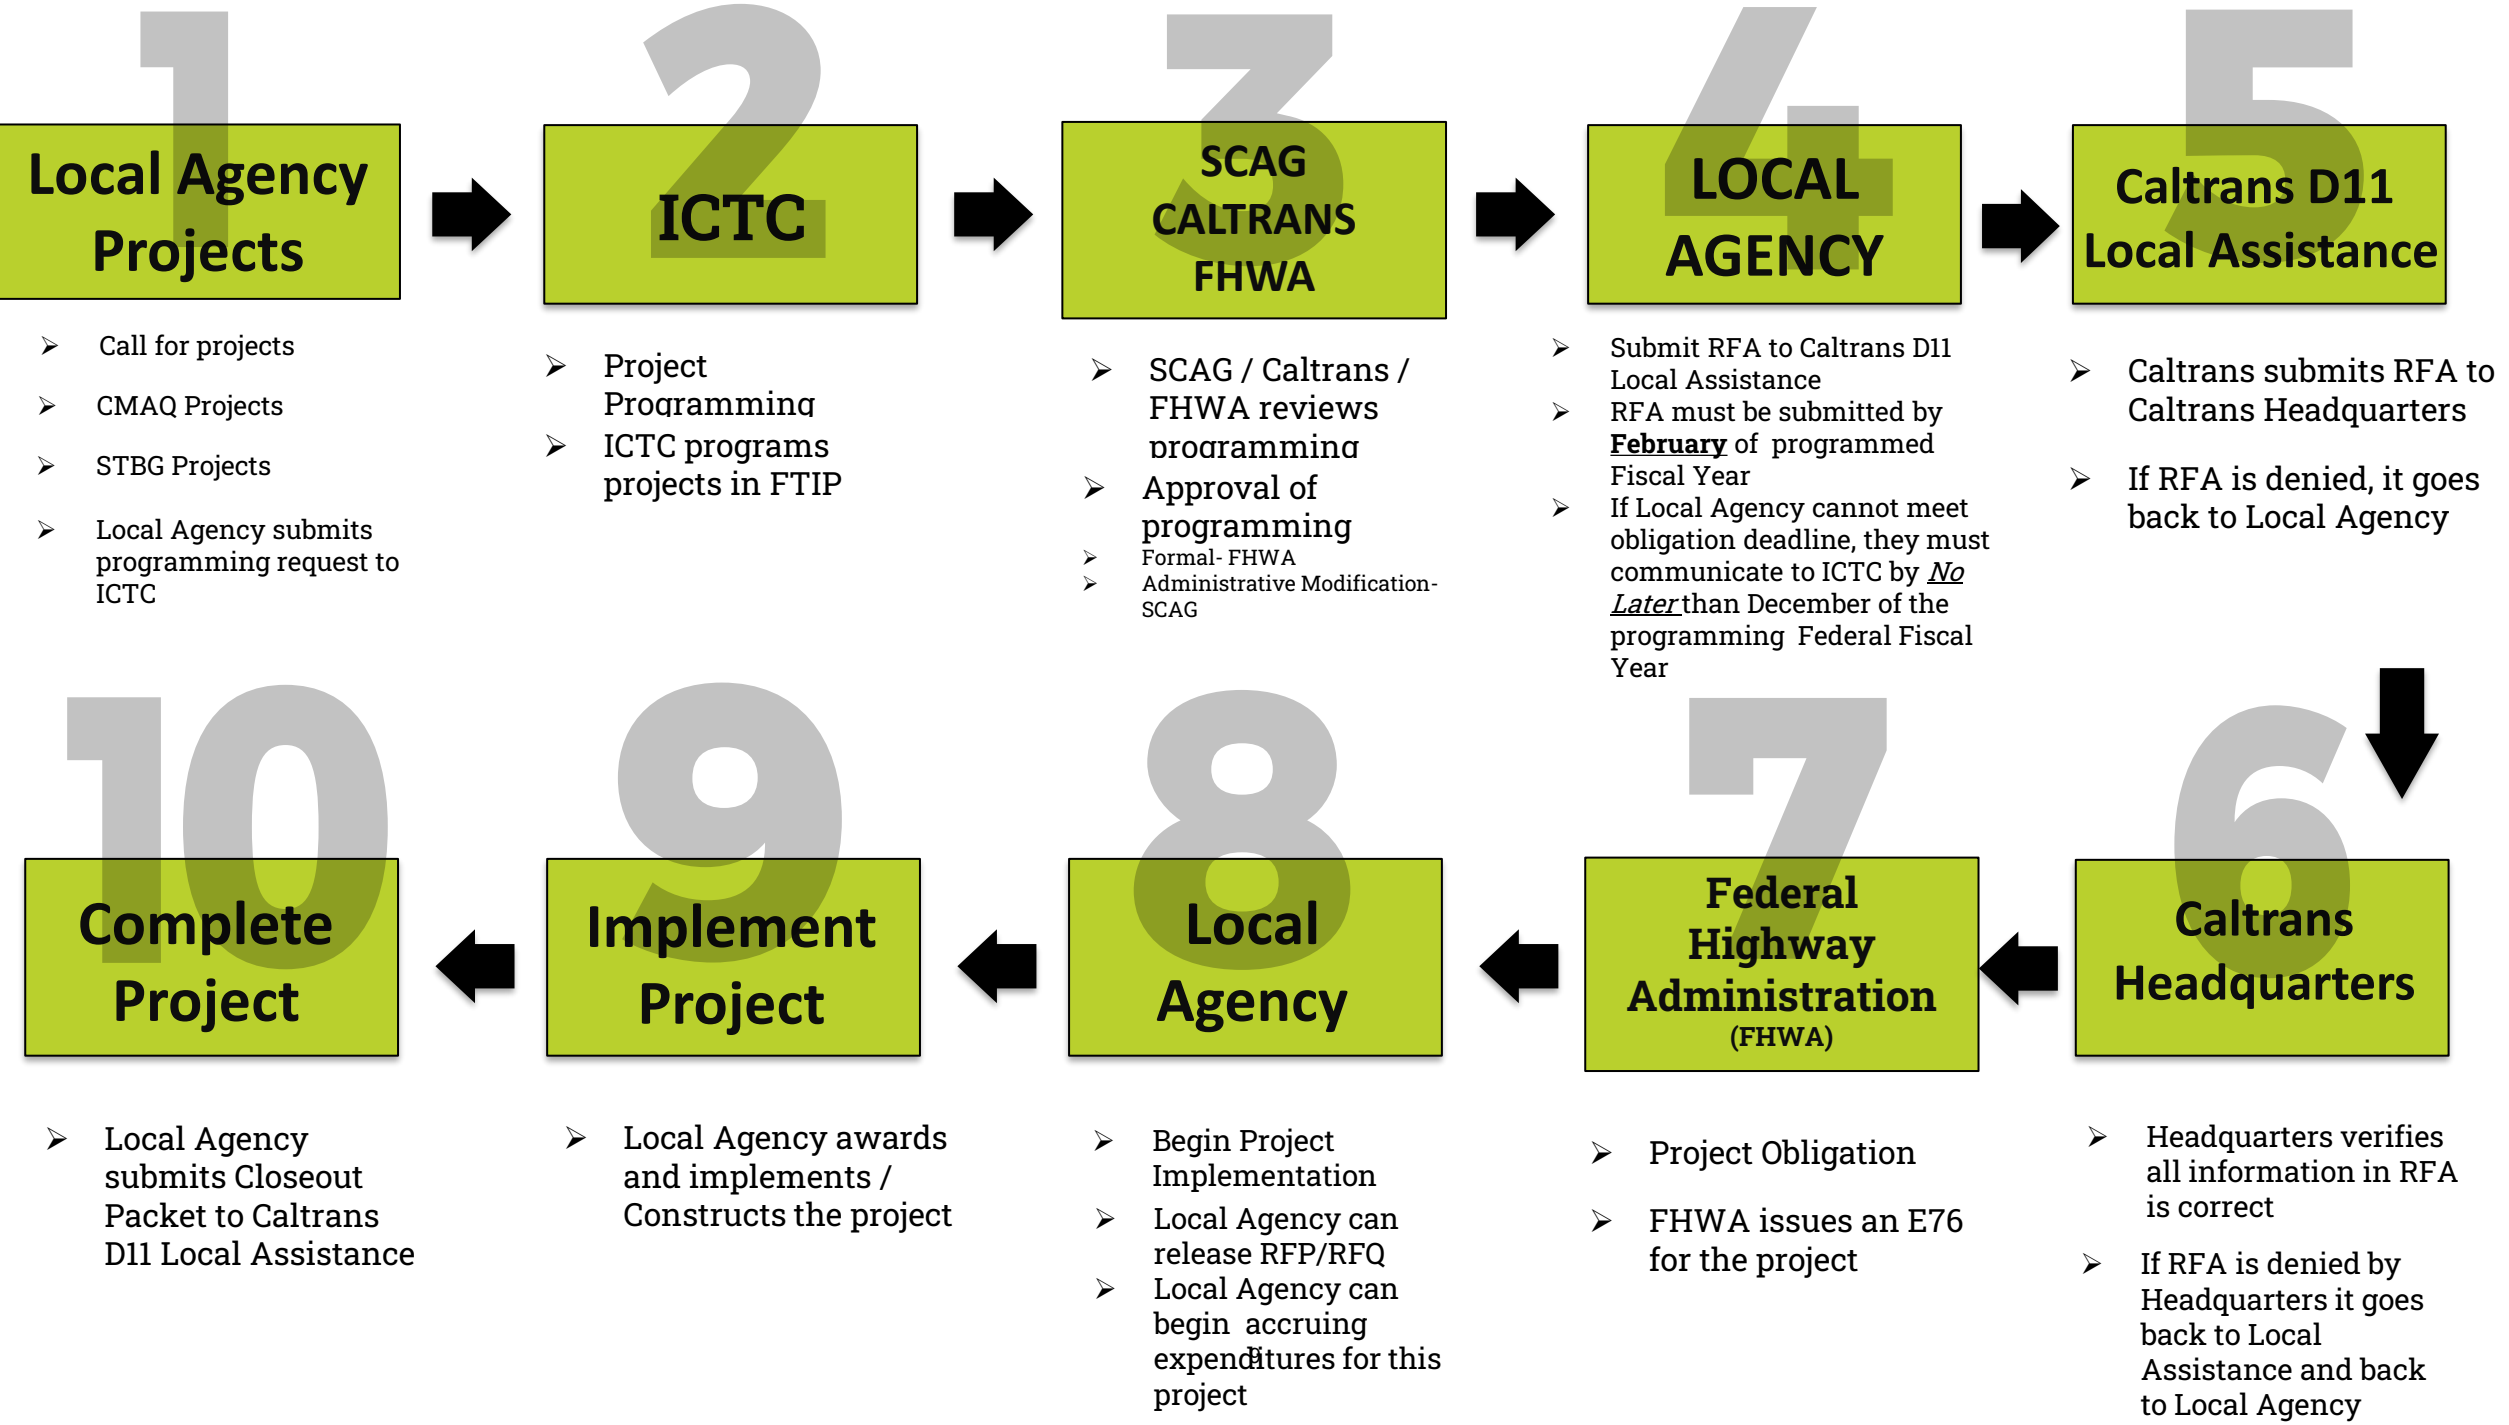 1
Local Agency
Projects
Call for projects
CMAQ Projects
STBG Projects
Local Agency submits
programming request to
ICTC
2
ICTC
Project
Programming
ICTC programs
projects in FTIP
3
SCAG
CALTRANS
FHWA
SCAG / Caltrans /
FHWA reviews
programming
Approval of
programming
Formal- FHWA
Administrative Modification-
SCAG
4
LOCAL
AGENCY
Submit RFA to Caltrans D11
Local Assistance
RFA must be submitted by
February of programmed
Fiscal Year
If Local Agency cannot meet
obligation deadline, they must
communicate to ICTC by No
Later than December of the
programming Federal Fiscal
Year
5
Caltrans D11
Local Assistance
Caltrans submits RFA to
Caltrans Headquarters
If RFA is denied, it goes
back to Local Agency
6
Caltrans
Headquarters
Headquarters verifies
all information in RFA
is correct
If RFA is denied by
Headquarters it goes
back to Local
Assistance and back
to Local Agency
7
Federal
Highway
Administration
(FHWA)
Project Obligation
FHWA issues an E76
for the project
8
Local
Agency
Begin Project
Implementation
Local Agency can
release RFP/RFQ
Local Agency can
begin accruing
expenditures for this
project
9
9
Implement
Project
Local Agency awards
and implements /
Constructs the project
10
Complete
Project
Local Agency
submits Closeout
Packet to Caltrans
D11 Local Assistance